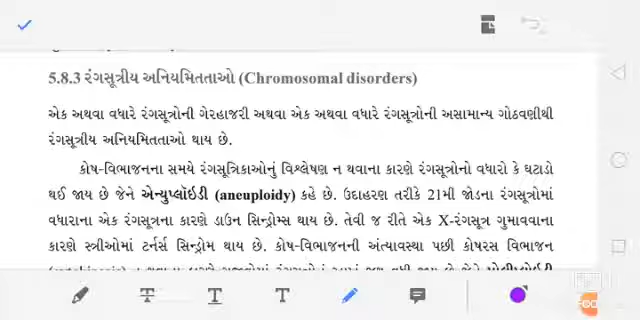 5.8.3 રંગસૂત્રીય અનિયમિતતાઓ (Chromosomal disorders)
એક અથવા વધારે રંગસૂત્રોની ગેરહાજરી અથવા એક અથવા વધારે રંગસૂત્રોની અસામાન્ય ગોઠવણીથી
રંગસૂત્રીય અનિયમિતતાઓ થાય છે.
કોષ-વિભાજનના સમયે રંગસૂત્રિકાઓનું વિશ્લેષણ ન થવાના કારણે રંગસૂત્રોનો વધારો કે ઘટાડો
થઈ જાય છે જેને એન્યુપ્લૉઇડી (aneuploidy) કહે છે. ઉદાહરણ તરીકે 21મી જોડના રંગસૂત્રોમાં
વધારાના એક રંગસૂત્રના કારણે ડાઉન સિન્ડ્રોમ્સ થાય છે. તેવી જ રીતે એક X-રંગસૂત્ર ગુમાવવાના
કારણે સ્ત્રીઓમાં ટર્નર્સ સિન્ડ્રોમ થાય છે. કોષ-વિભાજનની અંત્યાવસ્થા પછી કોષરસ વિભાજન